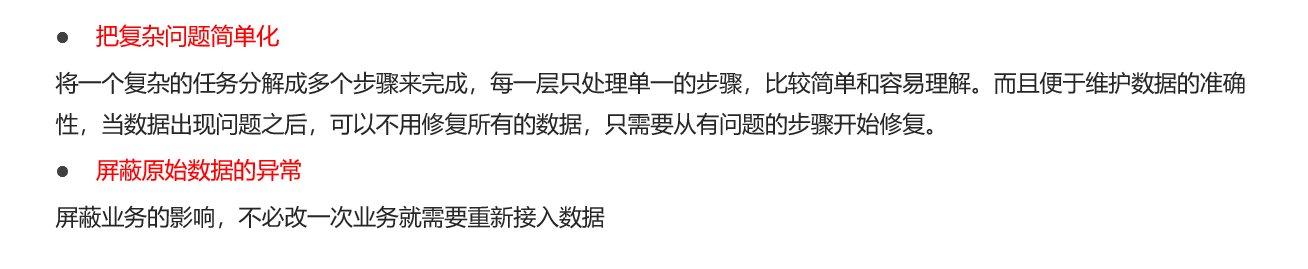 ● 把复杂问题简单化
将一个复杂的任务分解成多个步骤来完成，每一层只处理单一的步骤，比较简单和容易理解。而且便于维护数据的准确
性，当数据出现问题之后，可以不用修复所有的数据，只需要从有问题的步骤开始修复。
● 屏蔽原始数据的异常
屏蔽业务的影响，不必改一次业务就需要重新接入数据